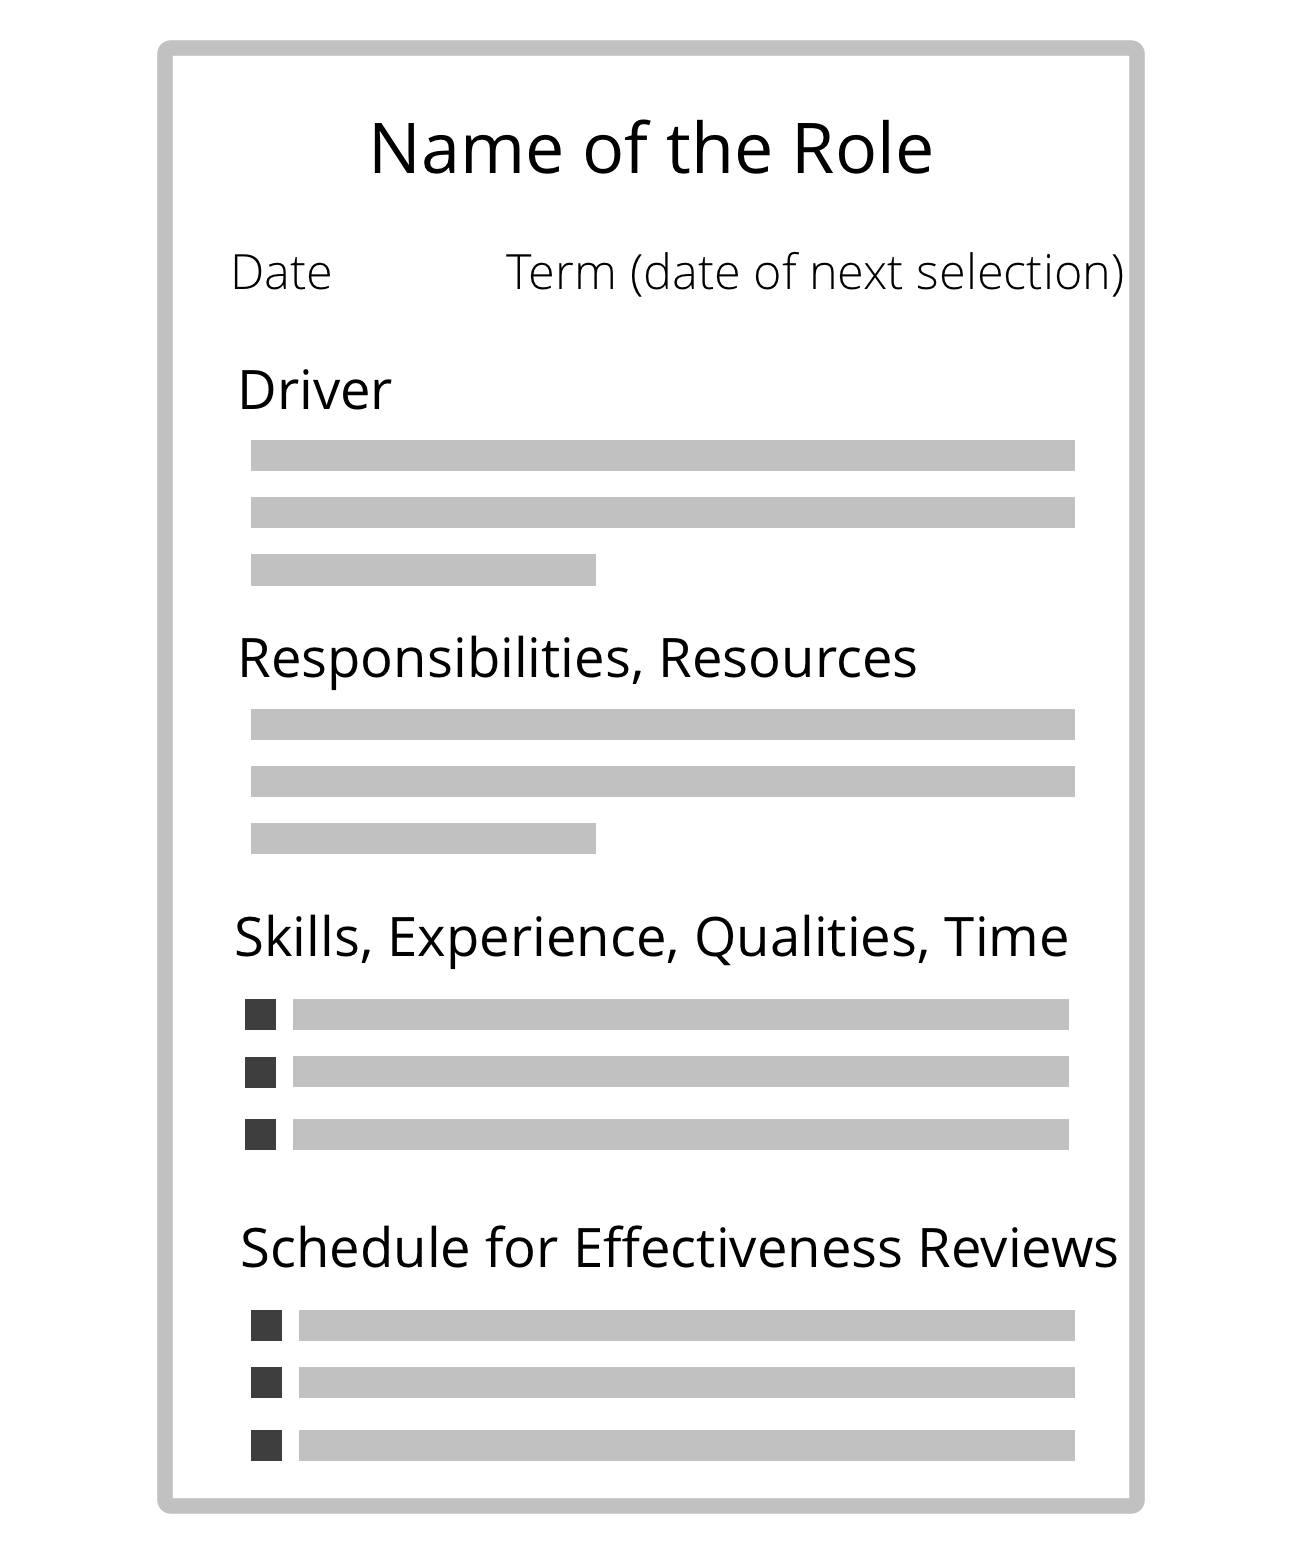 Name of the Role
Date Term (date of next selection)
Driver
Responsibilities, Resources
Skills, Experience, Qualities, Time
Schedule for Effectiveness Reviews